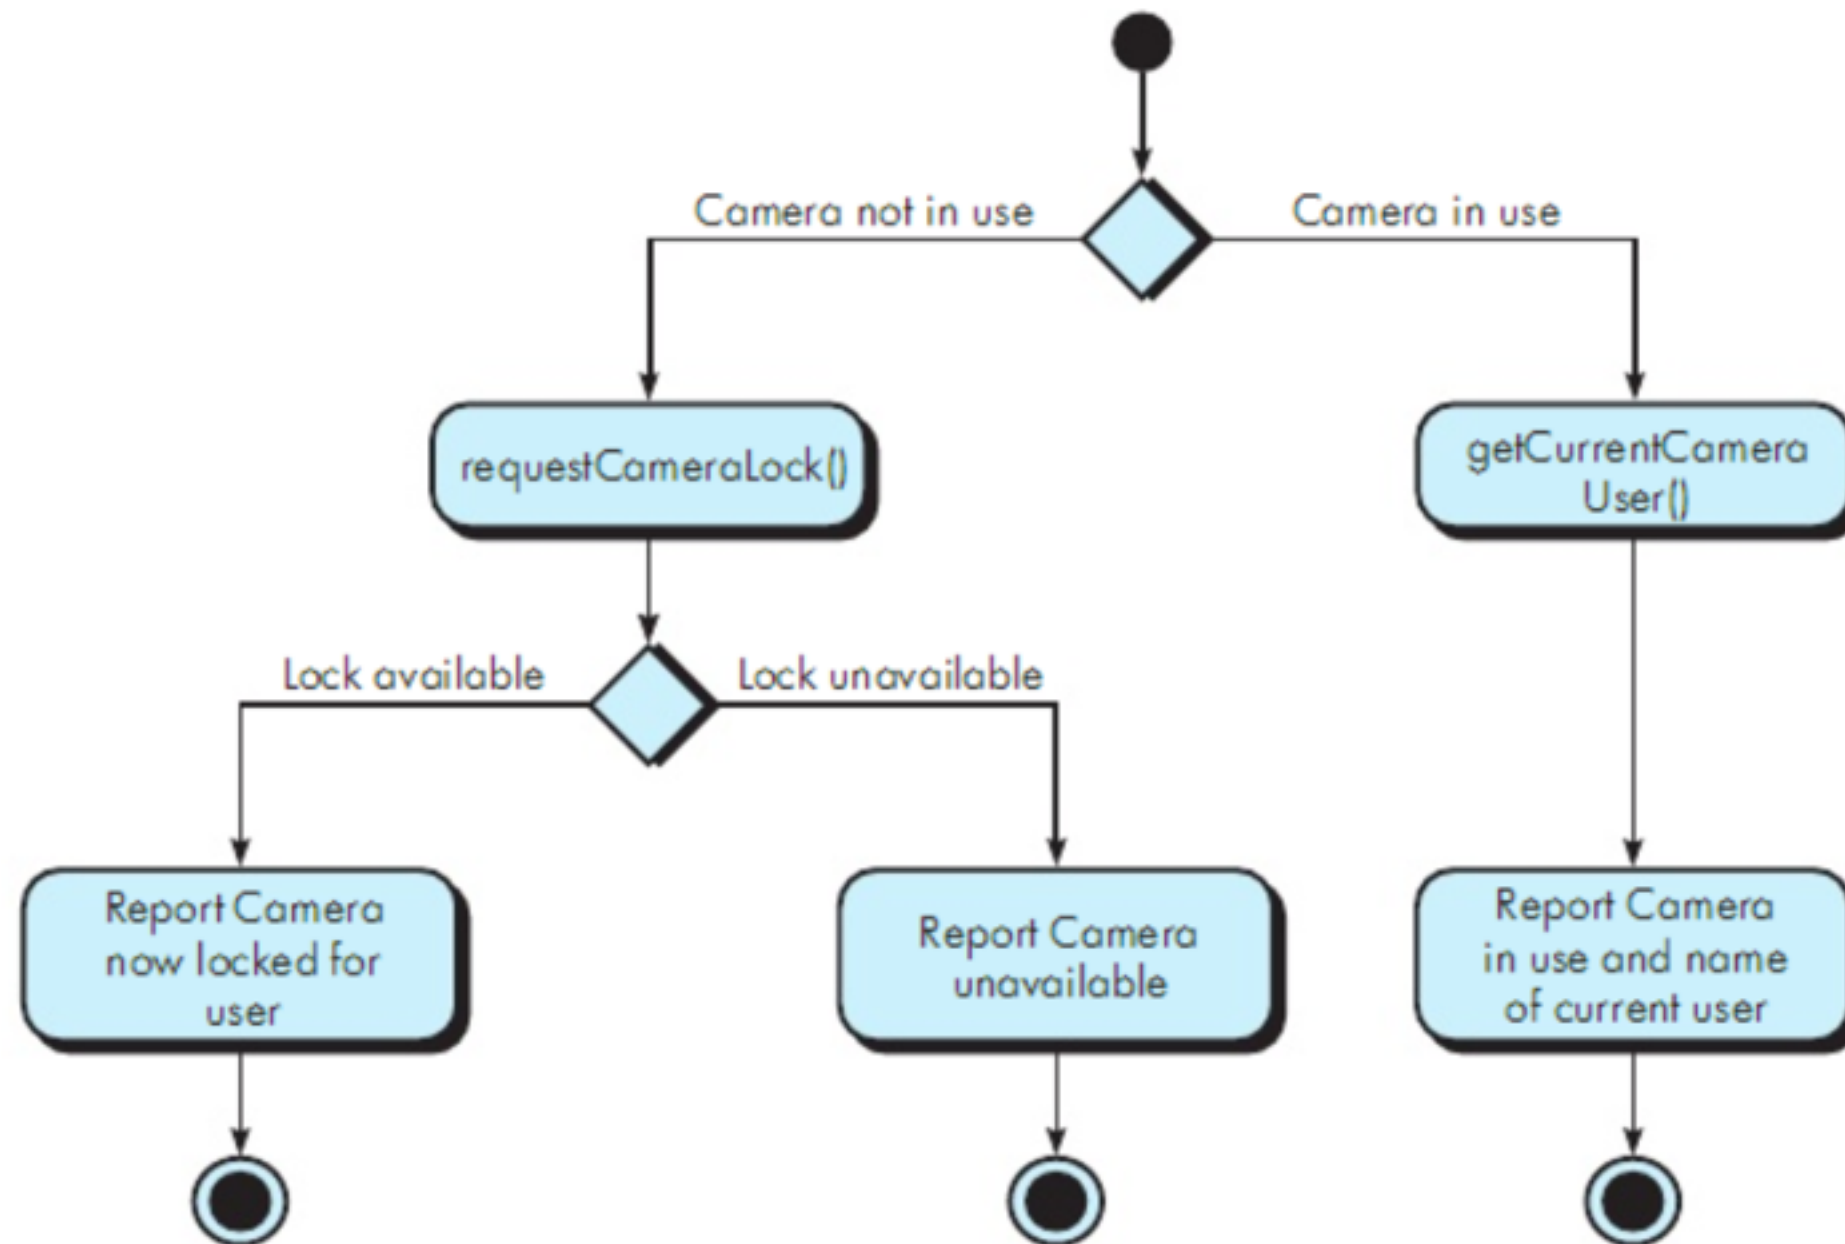 Camera not in use
Camera in use
requestCameraLock()
getCurrentCamera
User()
Lock available
Lock unavailable
Report Camera
now locked for
user
Report Camera
unavailable
Report Camera
in use and name
of current user